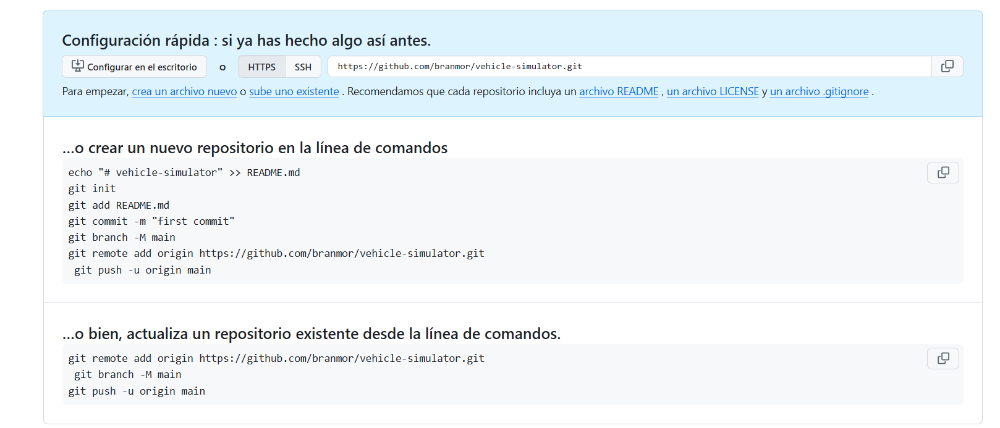 Configuración rápida : si ya has hecho algo así antes.
Configurar en el escritorio o HTTPS SSH https://github.com/branmor/vehicle-simulator.git
Para empezar, crea un archivo nuevo o sube uno existente . Recomendamos que cada repositorio incluya un archivo README , un archivo LICENSE y un archivo .gitignore .
...o crear un nuevo repositorio en la línea de comandos
echo "# vehicle-simulator" >> README.md
git init
git add README.md
git commit -m "first commit"
git branch -M main
git remote add origin https://github.com/branmor/vehicle-simulator.git
git push -u origin main
...o bien, actualiza un repositorio existente desde la línea de comandos.
git remote add origin https://github.com/branmor/vehicle-simulator.git
git branch -M main
git push -u origin main